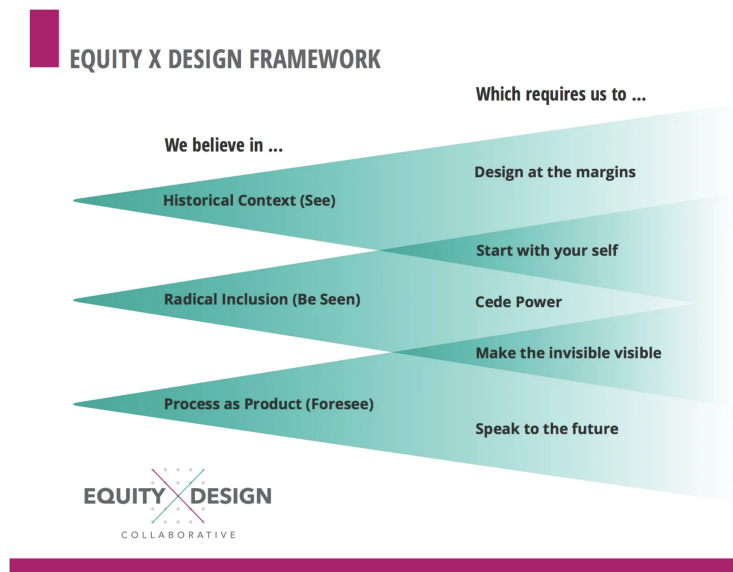 EQUITY X DESIGN FRAMEWORK
Which requires us to ...
We believe in ...
Design at the margins
Historical Context (See)
Start with your self
Radical Inclusion (Be Seen)
Cede Power
Make the invisible visible
Process as Product (Foresee)
Speak to the future
EQUITY DESIGN
COLLABORATIVE